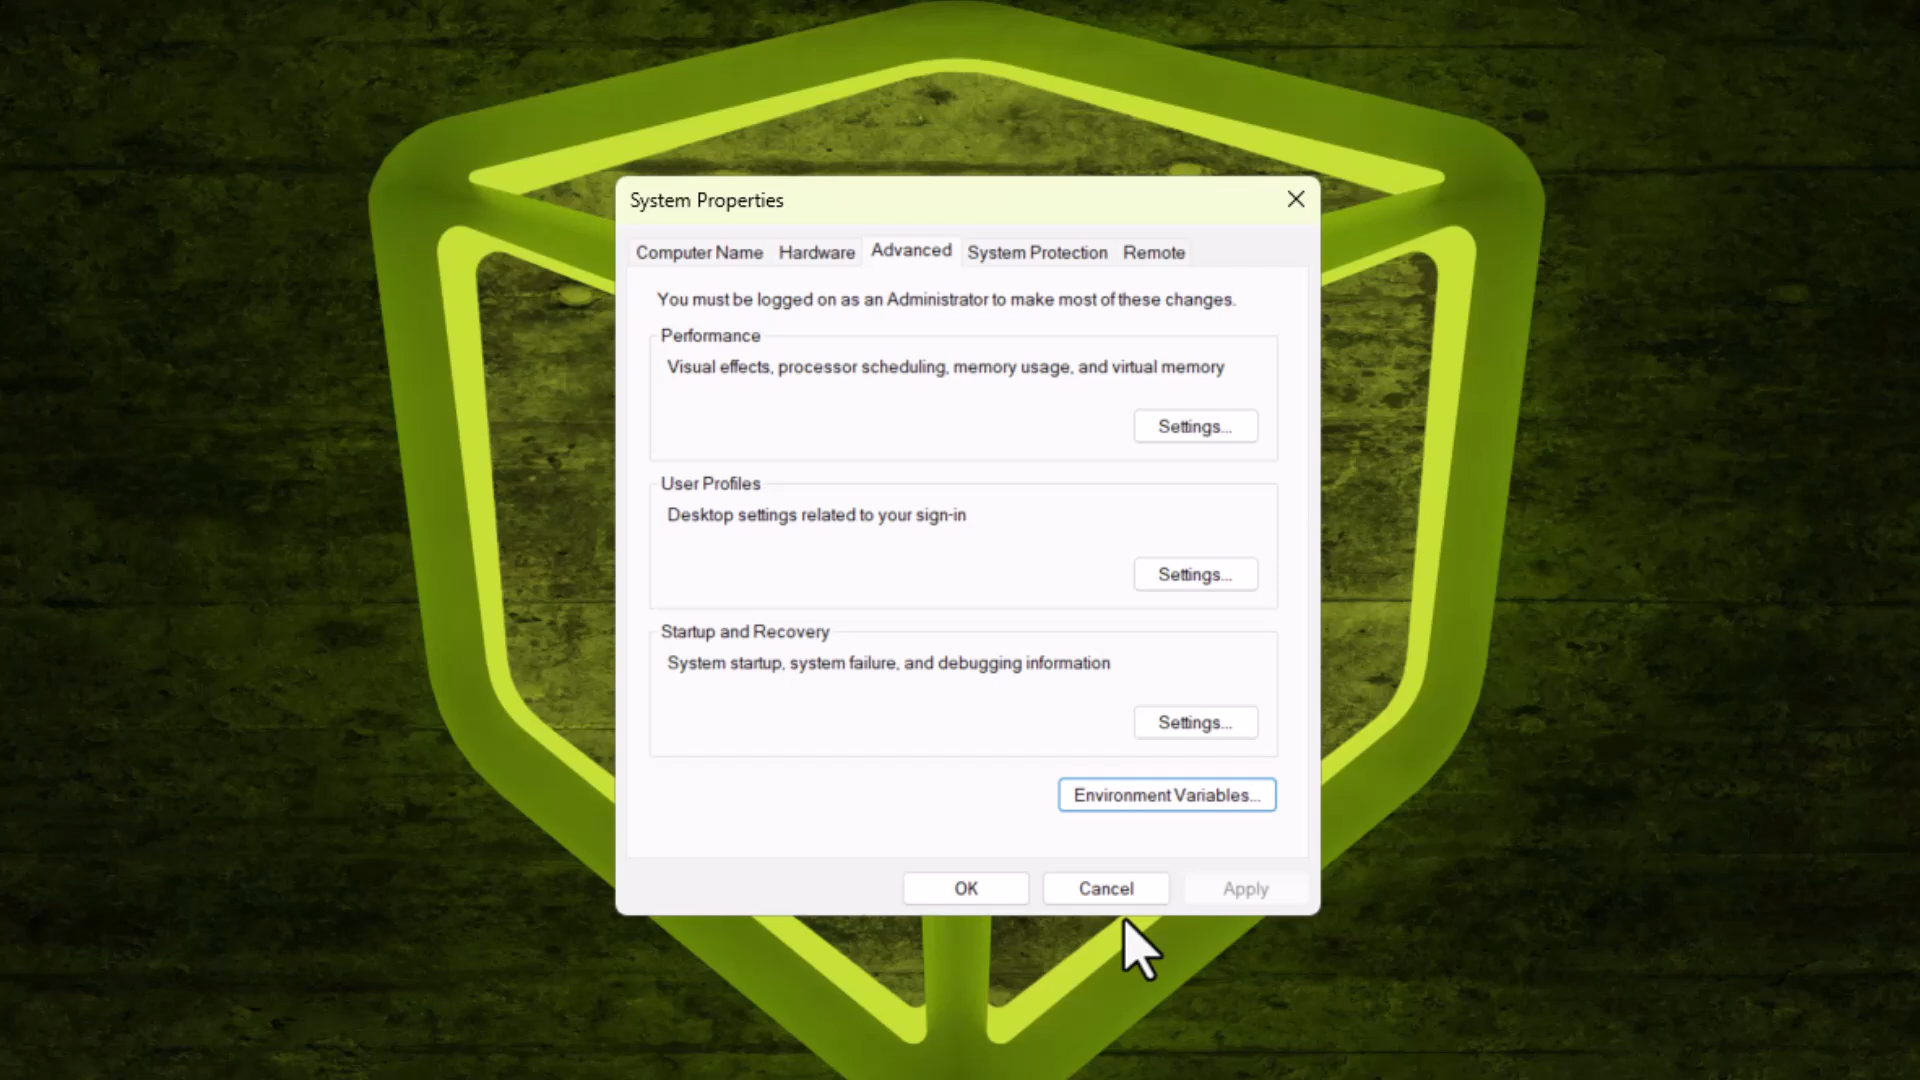 System Properties
Computer Name Hardware Advanced System Protection Remote
You must be logged on as an Administrator to make most of these changes.
Performance
Visual effects, processor scheduling, memory usage, and virtual memory
Settings...
User Profiles
Desktop settings related to your sign-in
Settings...
Startup and Recovery
System startup, system failure, and debugging information
Settings...
Environment Variables...
OK Cancel Apply